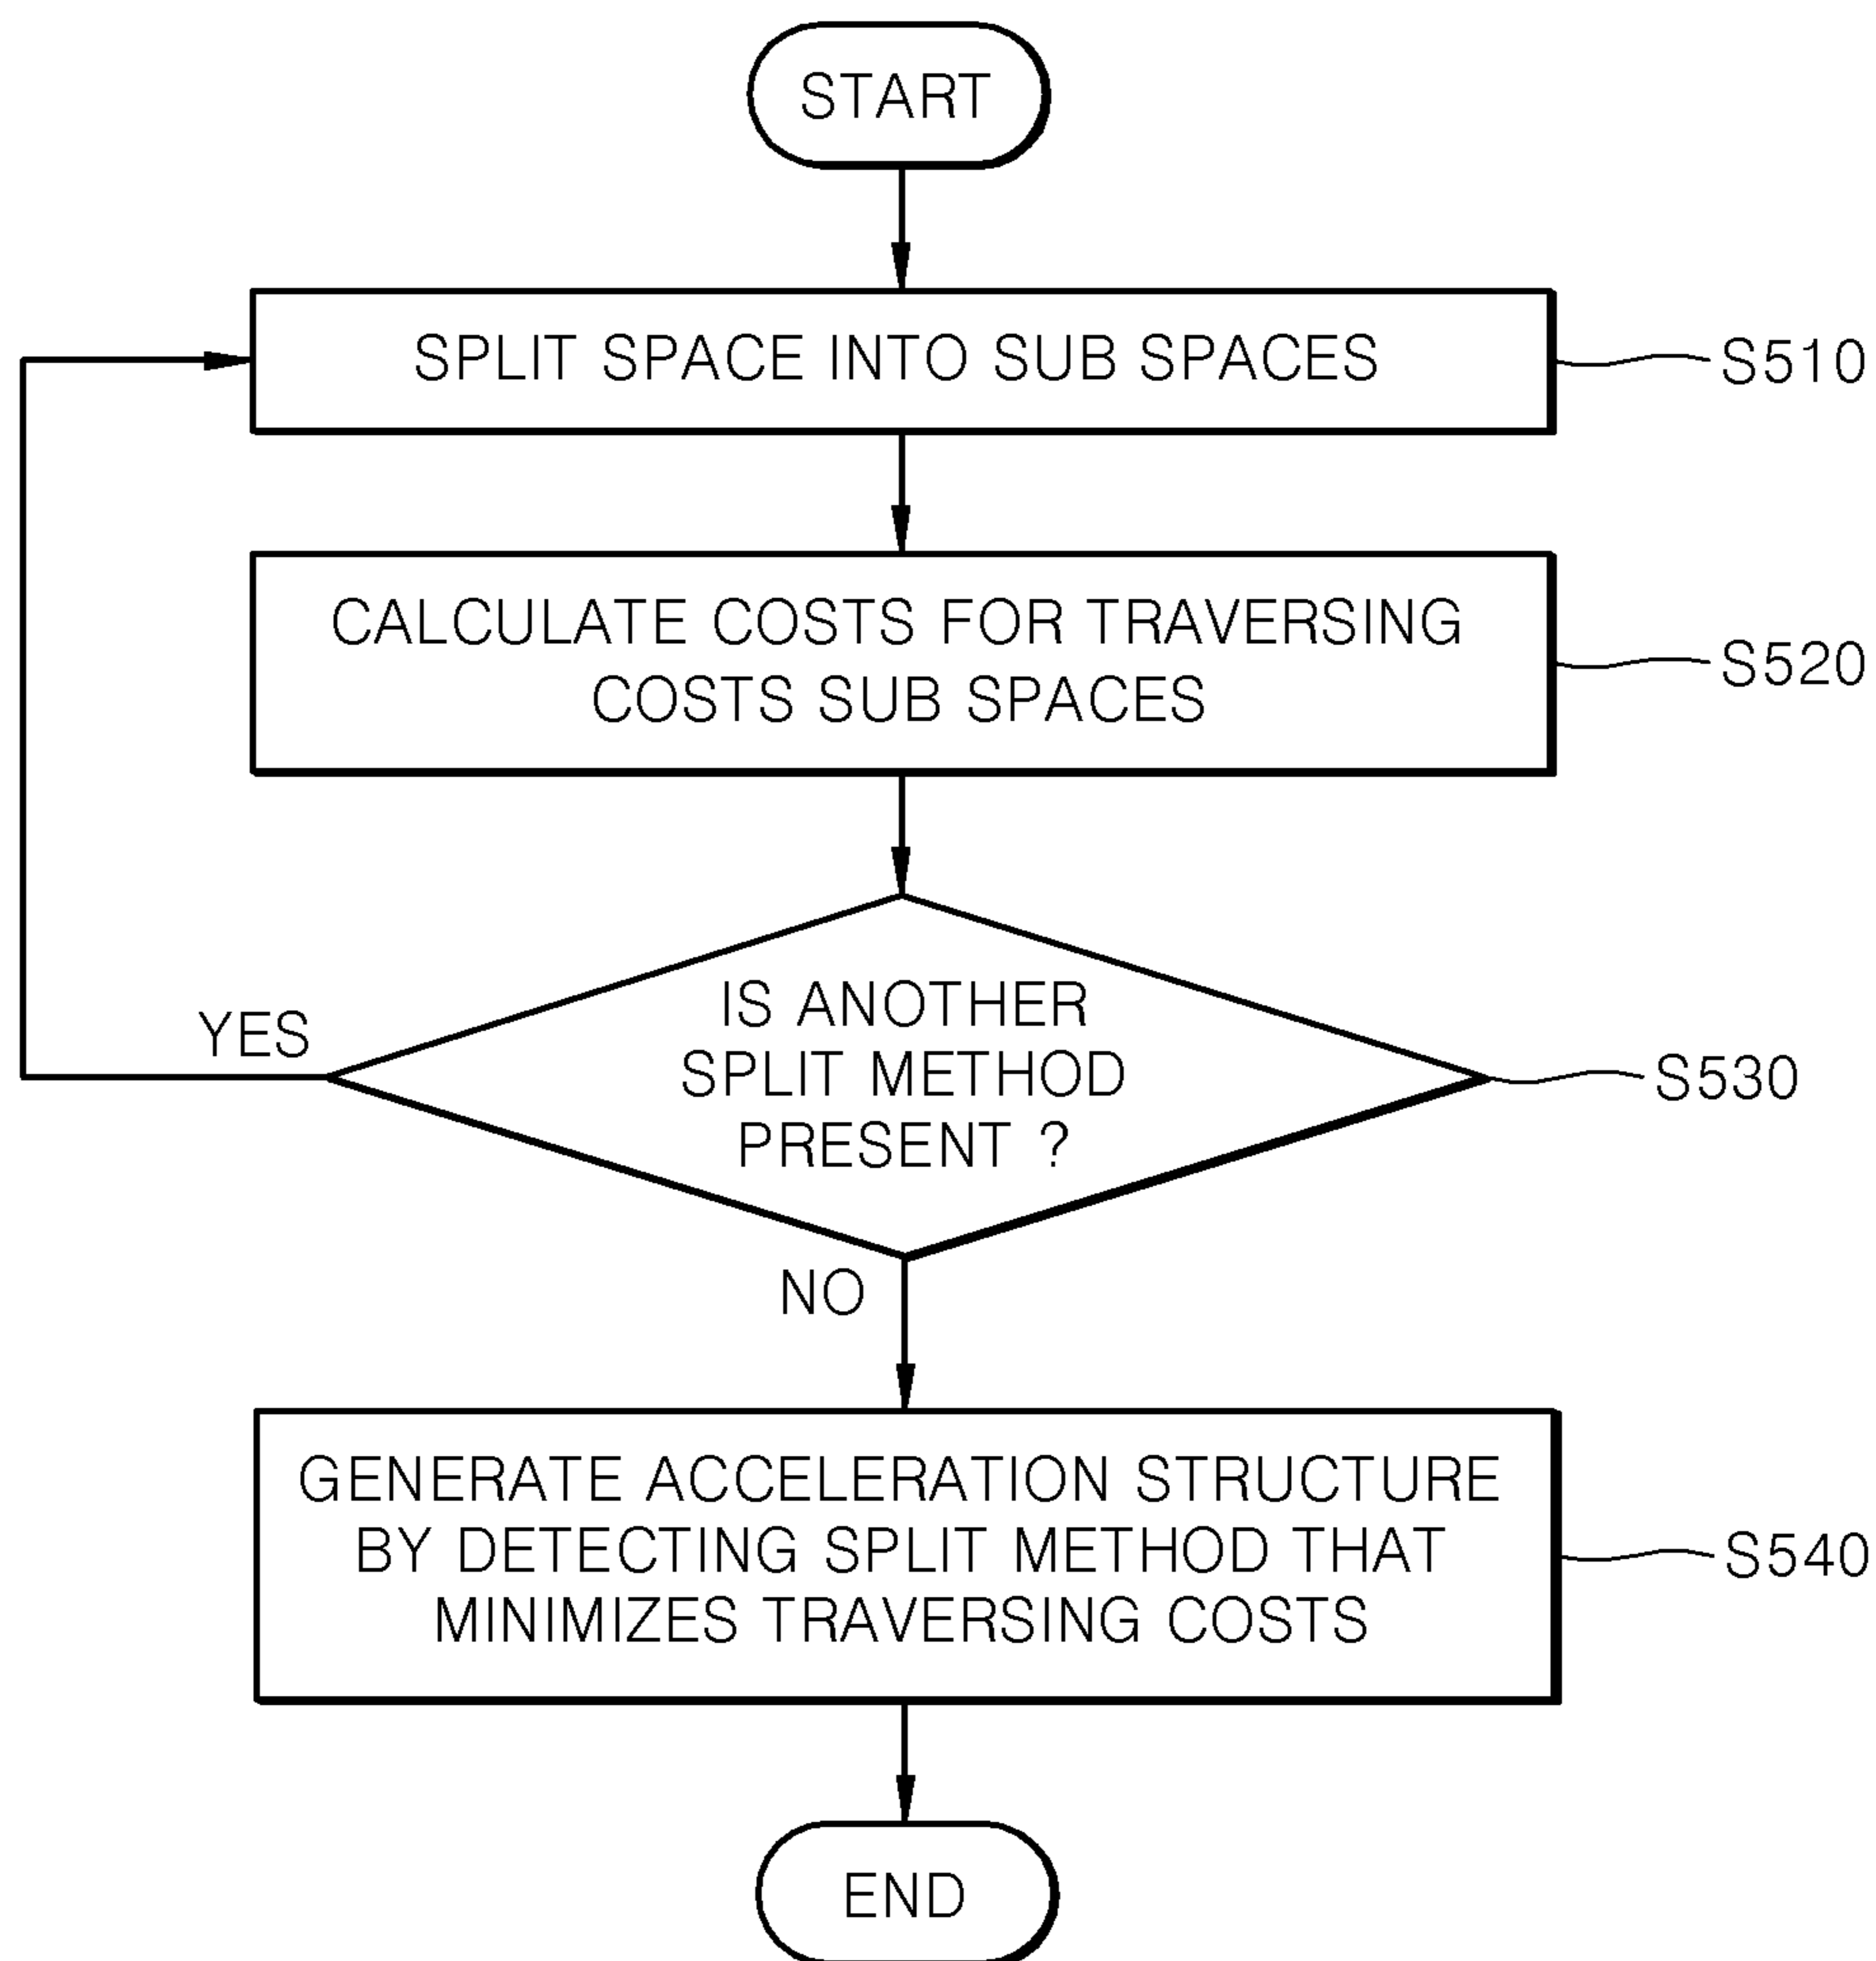 START
SPLIT SPACE INTO SUB SPACES
S510
CALCULATE COSTS FOR TRAVERSING
COSTS SUB SPACES
S520
IS ANOTHER
SPLIT METHOD
PRESENT ?
S530
YES
NO
GENERATE ACCELERATION STRUCTURE
BY DETECTING SPLIT METHOD THAT
MINIMIZES TRAVERSING COSTS
S540
END